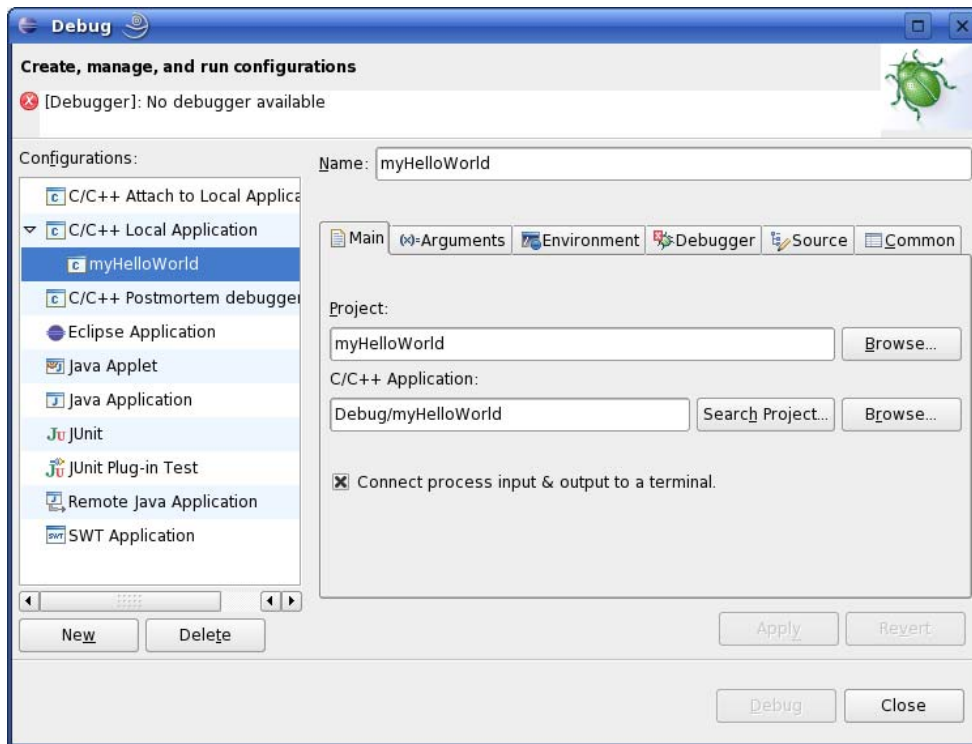 Debug
Create, manage, and run configurations
[Debugger]: No debugger available
Configurations:
C/C++ Attach to Local Applica
C/C++ Local Application
myHelloWorld
C/C++ Postmortem debugger
Eclipse Application
Java Applet
Java Application
JUnit
JUnit Plug-in Test
Remote Java Application
SWT Application
New
Delete
Name: myHelloWorld
Main
(x)=Arguments
Environment
Debugger
Source
Common
Project:
myHelloWorld
Browse...
C/C++ Application:
Debug/myHelloWorld
Search Project...
Browse...
Connect process input & output to a terminal.
Apply
Revert
Debug
Close